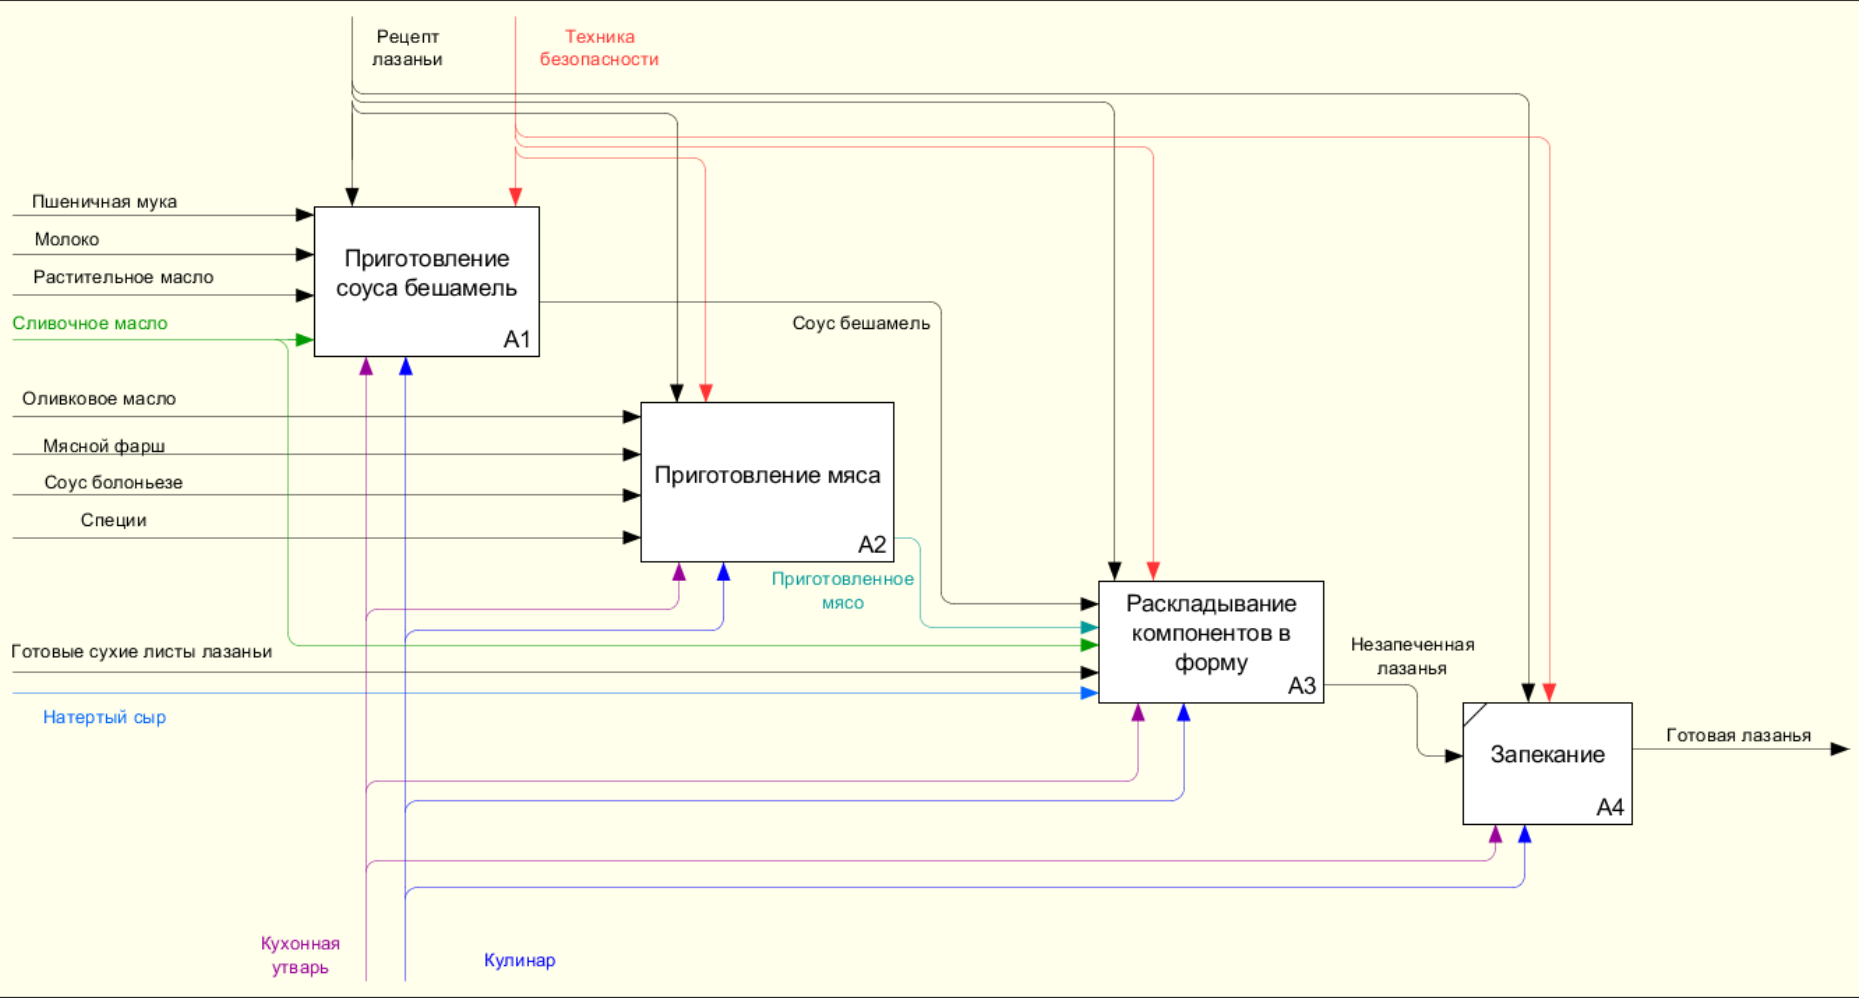 Рецепт
лазаньи
Техника
безопасности
Пшеничная мука
Молоко
Растительное масло
Сливочное масло
Приготовление
соуса бешамель
A1
Соус бешамель
Оливковое масло
Мясной фарш
Соус болоньезе
Специи
Приготовление мяса
A2
Приготовленное
мясо
Готовые сухие листы лазаньи
Натертый сыр
Раскладывание
компонентов в
форму
A3
Незапеченная
лазанья
Запекание
A4
Готовая лазанья
Кухонная
утварь
Кулинар